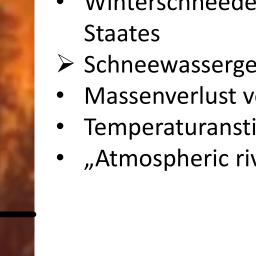 • Winterschneede
Staates
➢ Schneewasserge
• Massenverlust v
• Temperaturansti
• „Atmospheric riv